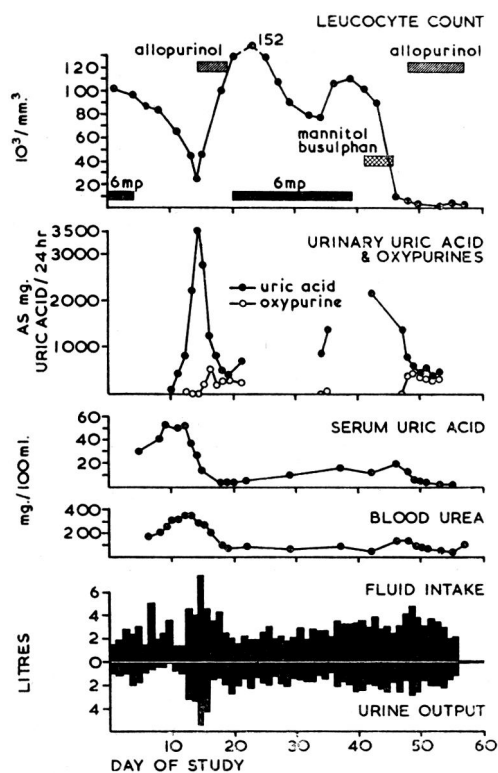 LEUCOCYTE COUNT
152
allopurinol
allopurinol
120
100
80
60
40
20
10³/mm.³
mannitol
busulphan
6mp
6mp
URINARY URIC ACID
& OXYPURINES
3500
3000
2000
1000
AS mg.
URIC ACID/24hr
uric acid
oxypurine
SERUM URIC ACID
60
40
20
mg./100ml.
BLOOD UREA
400
200
FLUID INTAKE
6
4
2
0
2
4
LITRES
URINE OUTPUT
10 20 30 40 50 60
DAY OF STUDY